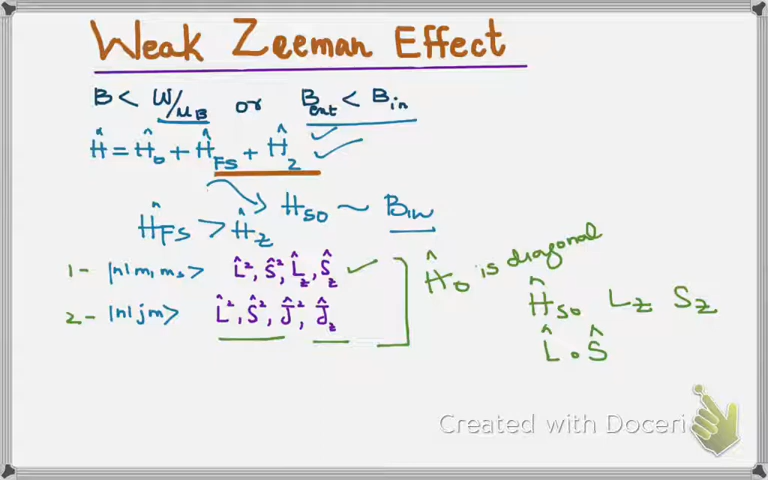 Weak Zeeman Effect
B < W/μB or Bext < Bin
Ĥ = Ĥ0 + ĤFS + ĤZ
HSO ~ Bin
ĤFS > ĤZ
1- |n l ml ms> L̂², Ŝ², L̂z, Ŝz
2- |n l j m> L̂², Ŝ², Ĵ², Ĵz
Ĥ0 is diagonal
ĤSO Lz Sz
L̂ . Ŝ
Created with Doceri